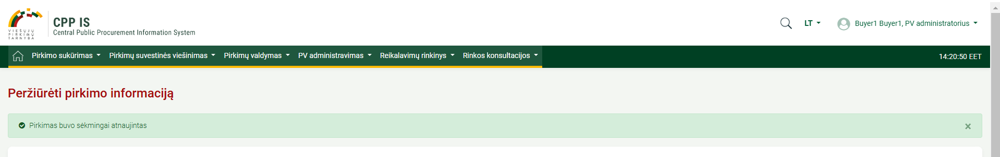 VIEŠŲJŲ
PIRKIMŲ
TARNYBA
CPP IS
Central Public Procurement Information System
LT
Buyer1 Buyer1, PV administratorius
Pirkimo sukūrimas
Pirkimų suvestinės viešinimas
Pirkimų valdymas
PV administravimas
Reikalavimų rinkinys
Rinkos konsultacijos
14:20:50 EET
Peržiūrėti pirkimo informaciją
Pirkimas buvo sėkmingai atnaujintas